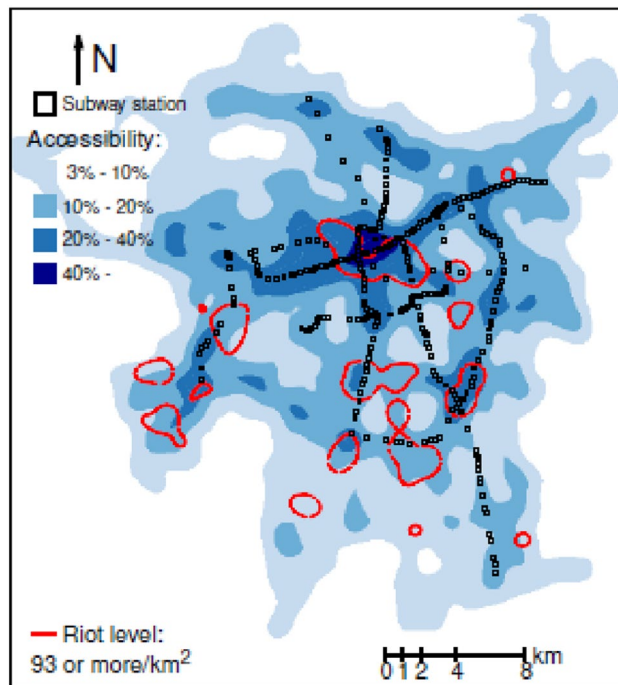 N
Subway station
Accessibility:
3% - 10%
10% - 20%
20% - 40%
40% -
Riot level:
93 or more/km²
km
0 1 2 4 8